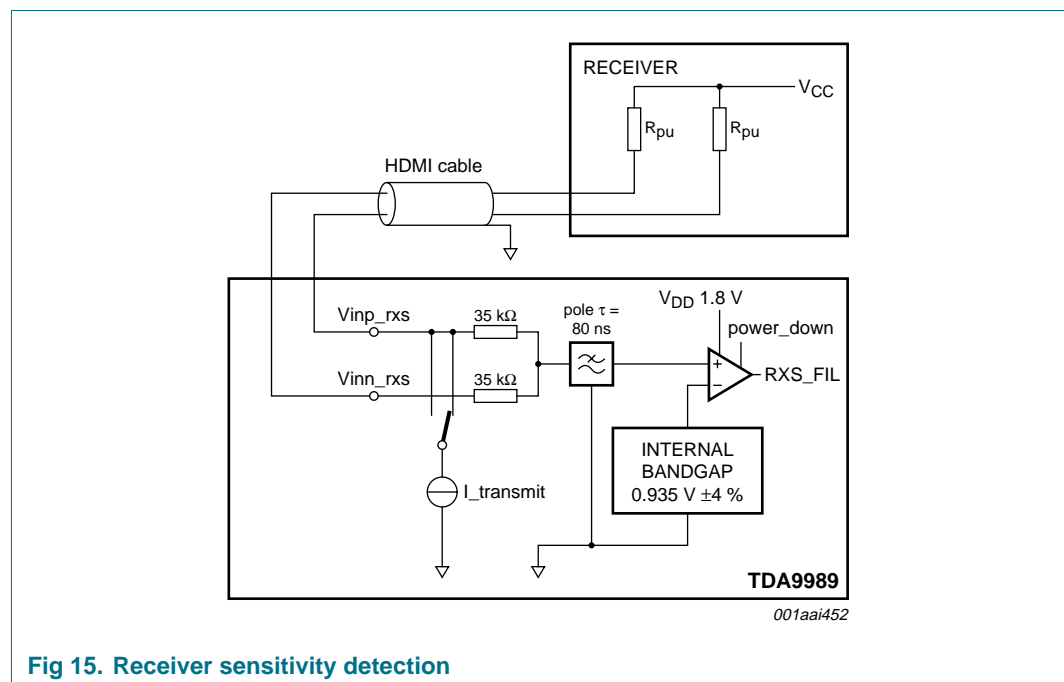 RECEIVER
VCC
Rpu
Rpu
HDMI cable
VDD 1.8 V
pole τ =
80 ns
power_down
Vinp_rxs
35 kΩ
+
−
RXS_FIL
Vinn_rxs
35 kΩ
INTERNAL
BANDGAP
0.935 V ±4 %
I_transmit
TDA9989
001aai452
Fig 15. Receiver sensitivity detection